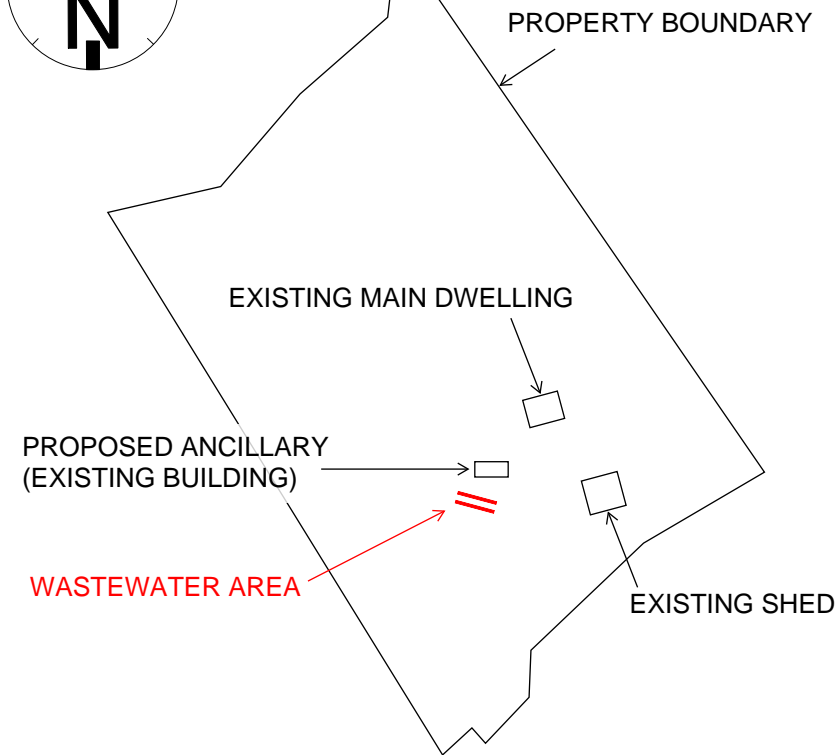 N
PROPERTY BOUNDARY
EXISTING MAIN DWELLING
PROPOSED ANCILLARY
(EXISTING BUILDING)
WASTEWATER AREA
EXISTING SHED